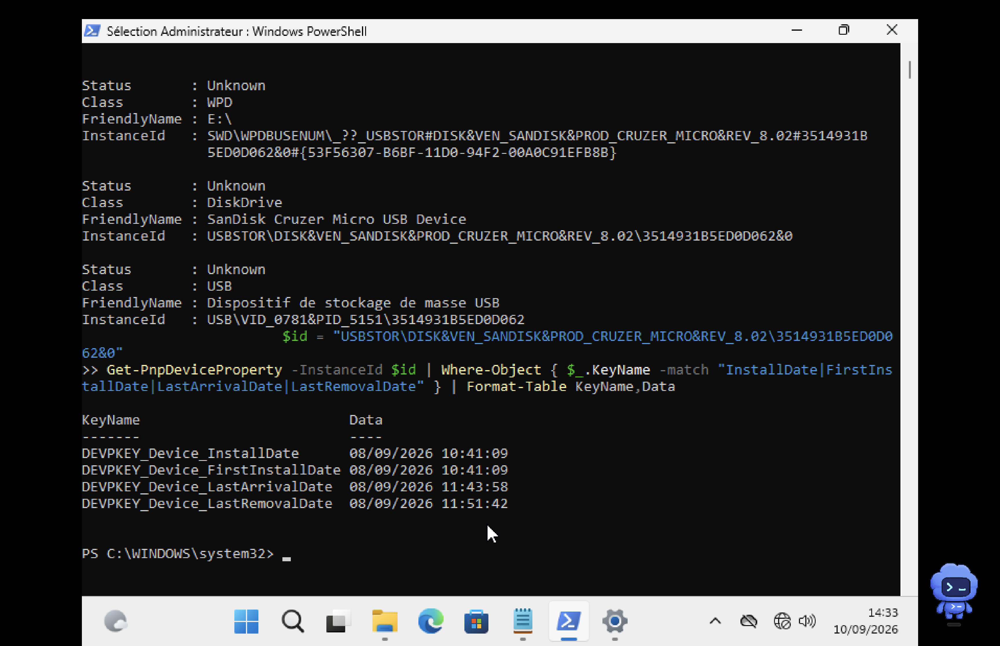 Sélection Administrateur : Windows PowerShell
Status       : Unknown
Class        : WPD
FriendlyName : E:\
InstanceId   : SWD\WPDBUSENUM\_??_USBSTOR#DISK&VEN_SANDISK&PROD_CRUZER_MICRO&REV_8.02#3514931B
5ED0D062&0#{53F56307-B6BF-11D0-94F2-00A0C91EFB8B}
Status       : Unknown
Class        : DiskDrive
FriendlyName : SanDisk Cruzer Micro USB Device
InstanceId   : USBSTOR\DISK&VEN_SANDISK&PROD_CRUZER_MICRO&REV_8.02\3514931B5ED0D062&0
Status       : Unknown
Class        : USB
FriendlyName : Dispositif de stockage de masse USB
InstanceId   : USB\VID_0781&PID_5151\3514931B5ED0D062
$id = "USBSTOR\DISK&VEN_SANDISK&PROD_CRUZER_MICRO&REV_8.02\3514931B5ED0D0
62&0"
>> Get-PnpDeviceProperty -InstanceId $id | Where-Object { $_.KeyName -match "InstallDate|FirstIns
tallDate|LastArrivalDate|LastRemovalDate" } | Format-Table KeyName,Data
KeyName                         Data
-------                         ----
DEVPKEY_Device_InstallDate      08/09/2026 10:41:09
DEVPKEY_Device_FirstInstallDate 08/09/2026 10:41:09
DEVPKEY_Device_LastArrivalDate  08/09/2026 11:43:58
DEVPKEY_Device_LastRemovalDate  08/09/2026 11:51:42
PS C:\WINDOWS\system32> _
14:33
10/09/2026